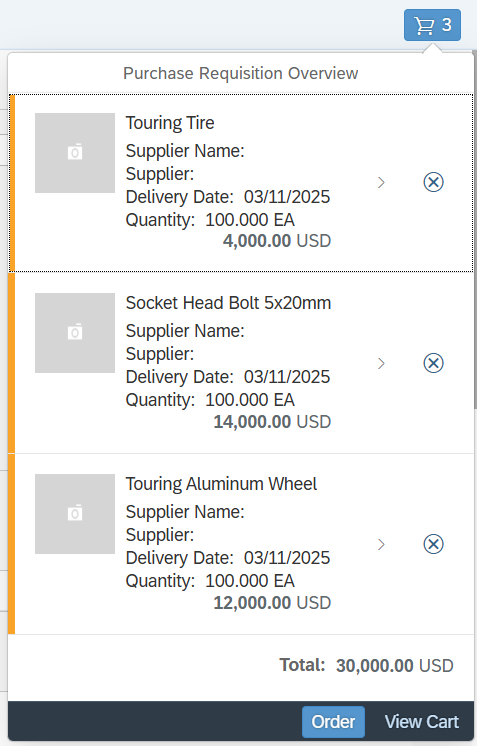 3
Purchase Requisition Overview
Touring Tire
Supplier Name:
Supplier:
Delivery Date: 03/11/2025
Quantity: 100.000 EA
4,000.00 USD
Socket Head Bolt 5x20mm
Supplier Name:
Supplier:
Delivery Date: 03/11/2025
Quantity: 100.000 EA
14,000.00 USD
Touring Aluminum Wheel
Supplier Name:
Supplier:
Delivery Date: 03/11/2025
Quantity: 100.000 EA
12,000.00 USD
Total: 30,000.00 USD
Order View Cart